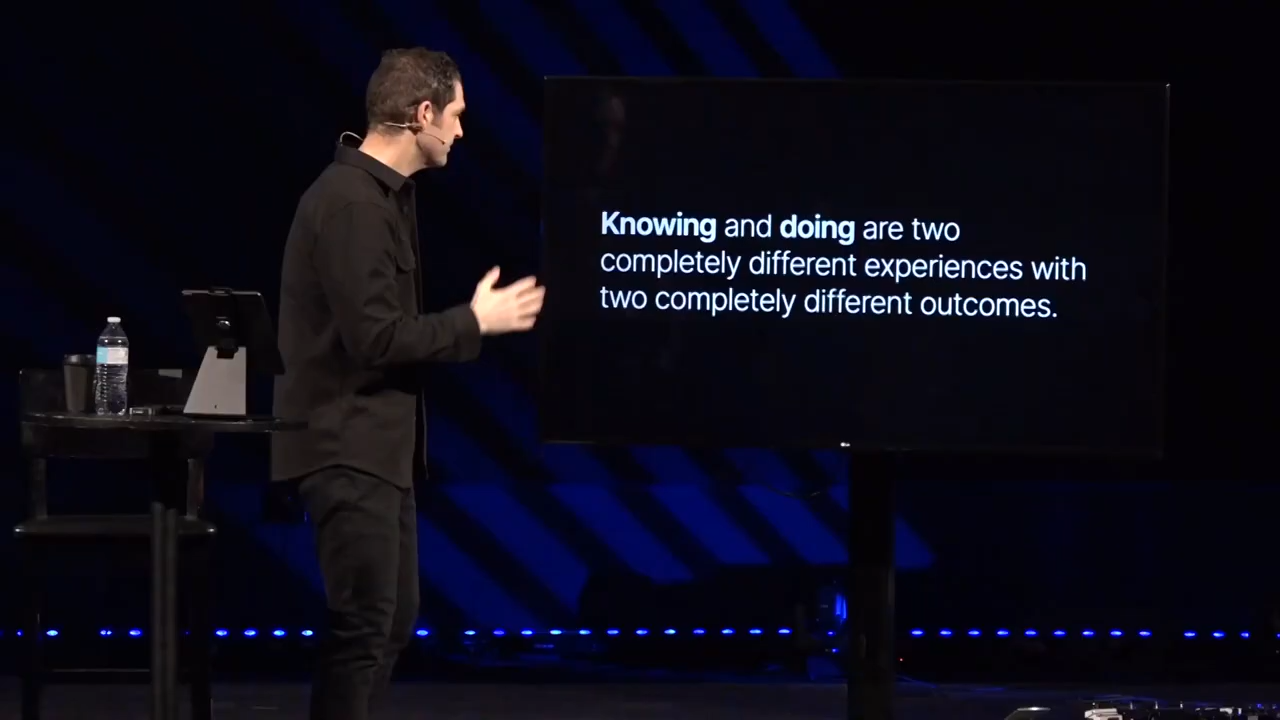 Knowing and doing are two
completely different experiences with
two completely different outcomes.